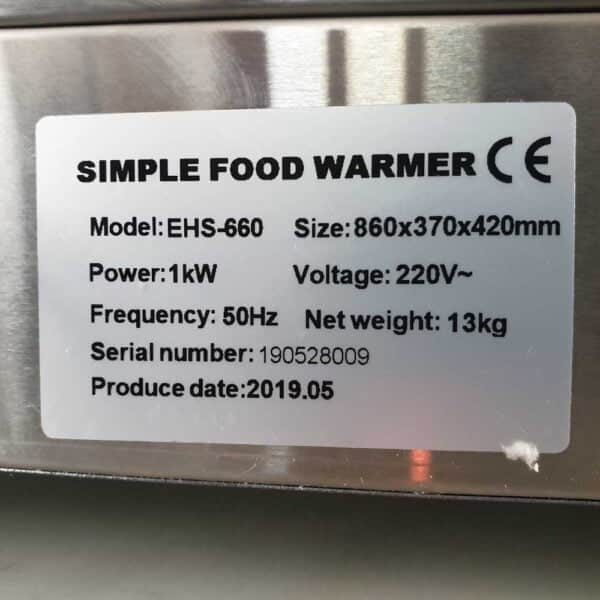 SIMPLE FOOD WARMER CE
Model: EHS-660 Size: 860x370x420mm
Power: 1kW Voltage: 220V~
Frequency: 50Hz Net weight: 13kg
Serial number: 190528009
Produce date:2019.05